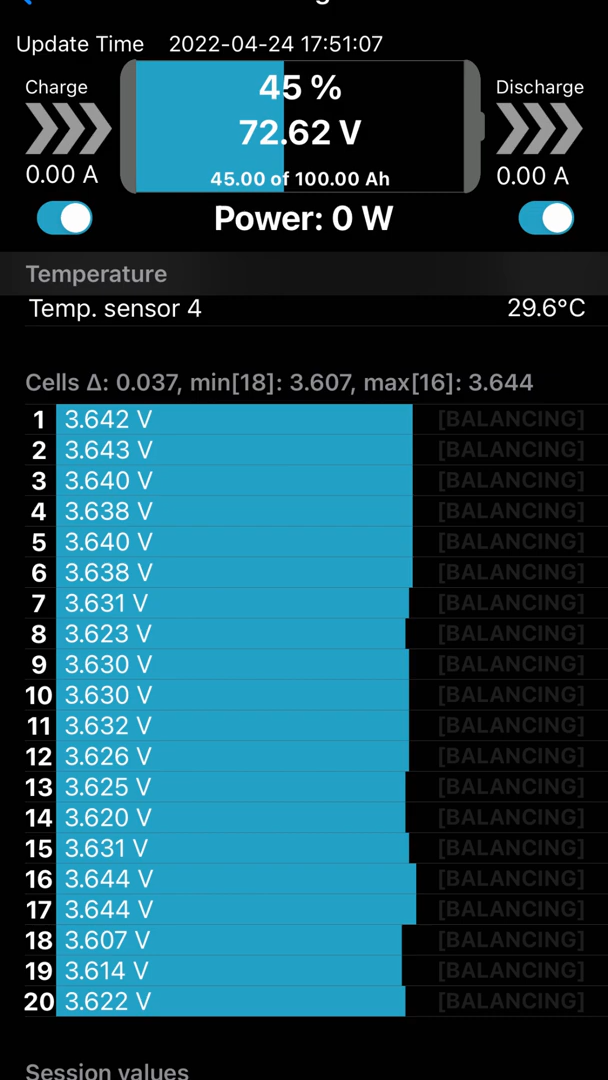 Update Time 2022-04-24 17:51:07
Charge
45 %
Discharge
72.62 V
0.00 A
45.00 of 100.00 Ah
0.00 A
Power: 0 W
Temperature
Temp. sensor 4 29.6°C
Cells Δ: 0.037, min[18]: 3.607, max[16]: 3.644
1 3.642 V [BALANCING]
2 3.643 V [BALANCING]
3 3.640 V [BALANCING]
4 3.638 V [BALANCING]
5 3.640 V [BALANCING]
6 3.638 V [BALANCING]
7 3.631 V [BALANCING]
8 3.623 V [BALANCING]
9 3.630 V [BALANCING]
10 3.630 V [BALANCING]
11 3.632 V [BALANCING]
12 3.626 V [BALANCING]
13 3.625 V [BALANCING]
14 3.620 V [BALANCING]
15 3.631 V [BALANCING]
16 3.644 V [BALANCING]
17 3.644 V [BALANCING]
18 3.607 V [BALANCING]
19 3.614 V [BALANCING]
20 3.622 V [BALANCING]
Session values